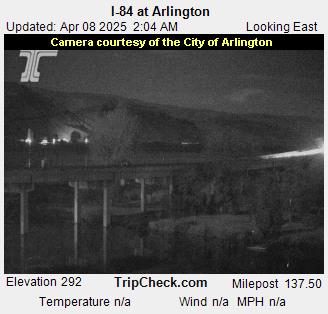 I-84 at Arlington
Updated: Apr 08 2025 2:04 AM Looking East
Camera courtesy of the City of Arlington
Elevation 292 TripCheck.com Milepost 137.50
Temperature n/a Wind n/a MPH n/a